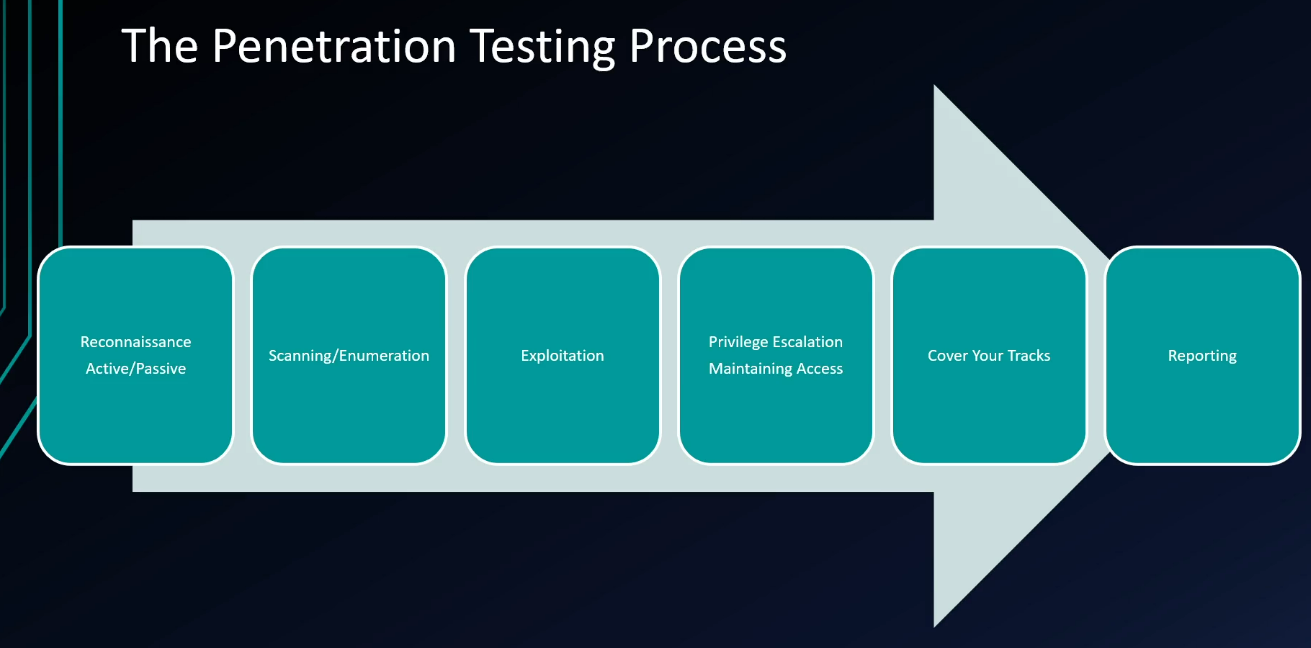 The Penetration Testing Process
Reconnaissance
Active/Passive
Scanning/Enumeration
Exploitation
Privilege Escalation
Maintaining Access
Cover Your Tracks
Reporting